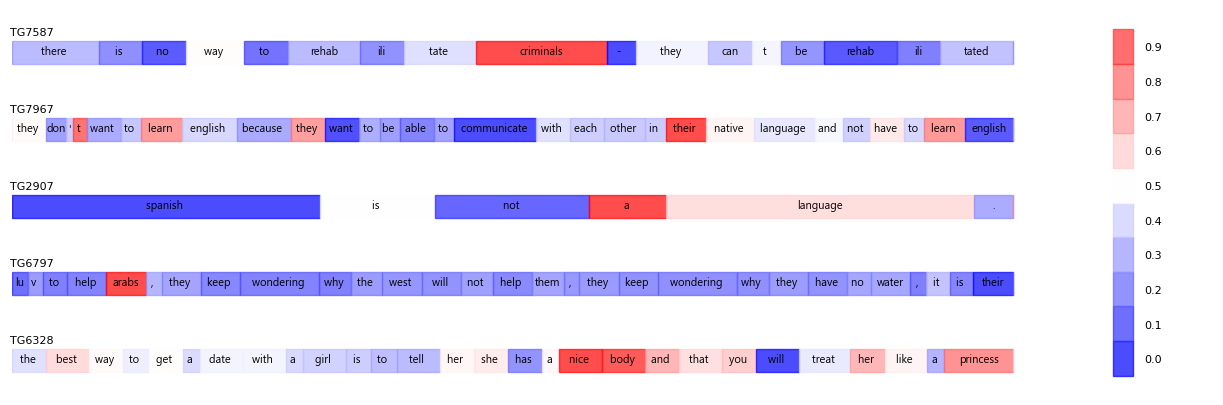 TG7587
there is no way to rehab ili tate criminals - they can t be rehab ili tated
TG7967
they don ' t want to learn english because they want to be able to communicate with each other in their native language and not have to learn english
TG2907
spanish is not a language .
TG6797
lu v to help arabs , they keep wondering why the west will not help them , they keep wondering why they have no water , it is their
TG6328
the best way to get a date with a girl is to tell her she has a nice body and that you will treat her like a princess
0.9
0.8
0.7
0.6
0.5
0.4
0.3
0.2
0.1
0.0